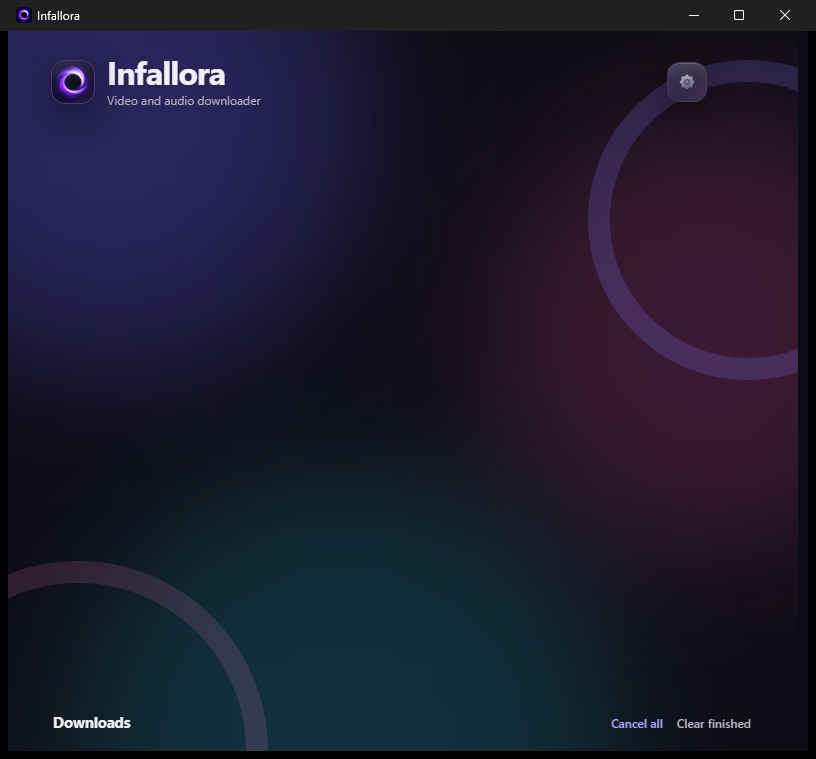 Infallora
Infallora
Video and audio downloader
Downloads
Cancel all Clear finished